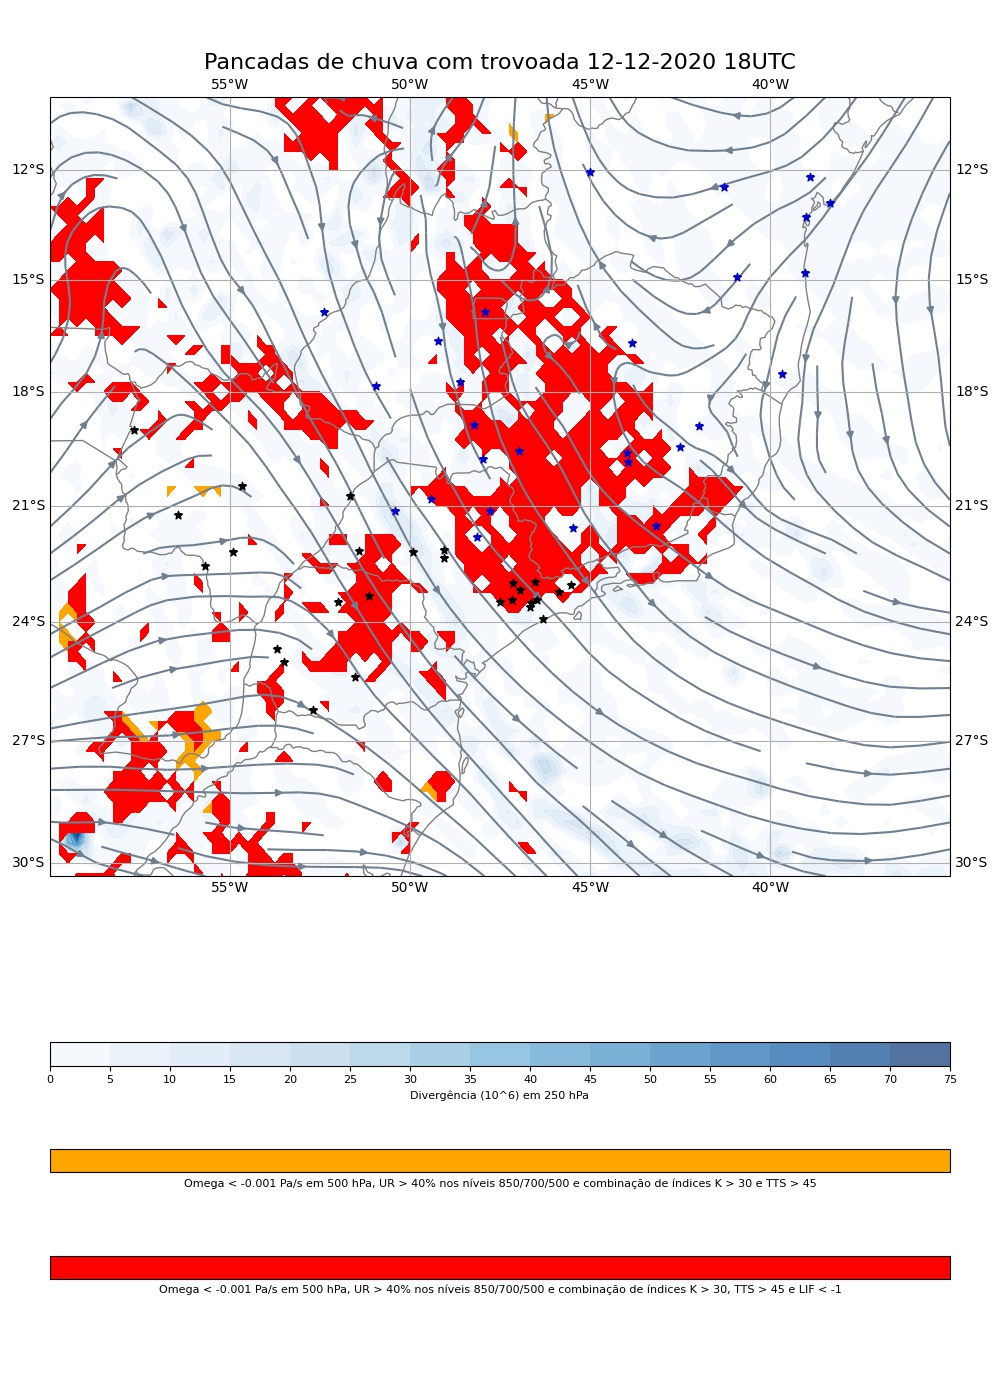 Pancadas de chuva com trovoada 12-12-2020 18UTC
55°W 50°W 45°W 40°W
12°S 12°S
15°S 15°S
18°S 18°S
21°S 21°S
24°S 24°S
27°S 27°S
30°S 30°S
55°W 50°W 45°W 40°W
0 5 10 15 20 25 30 35 40 45 50 55 60 65 70 75
Divergência (10^6) em 250 hPa
Omega < -0.001 Pa/s em 500 hPa, UR > 40% nos níveis 850/700/500 e combinação de índices K > 30 e TTS > 45
Omega < -0.001 Pa/s em 500 hPa, UR > 40% nos níveis 850/700/500 e combinação de índices K > 30, TTS > 45 e LIF < -1